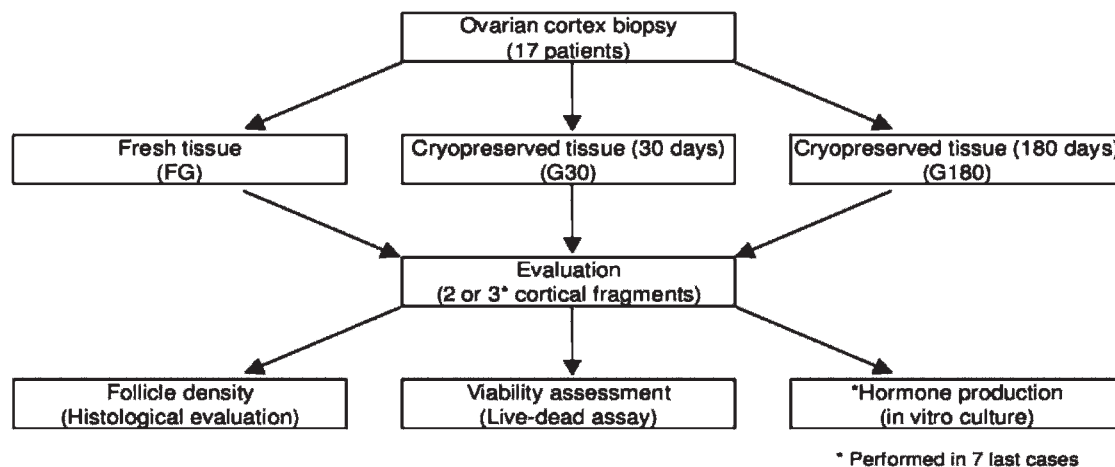 Ovarian cortex biopsy
(17 patients)
Fresh tissue
(FG)
Cryopreserved tissue (30 days)
(G30)
Cryopreserved tissue (180 days)
(G180)
Evaluation
(2 or 3* cortical fragments)
Follicle density
(Histological evaluation)
Viability assessment
(Live-dead assay)
*Hormone production
(in vitro culture)
* Performed in 7 last cases